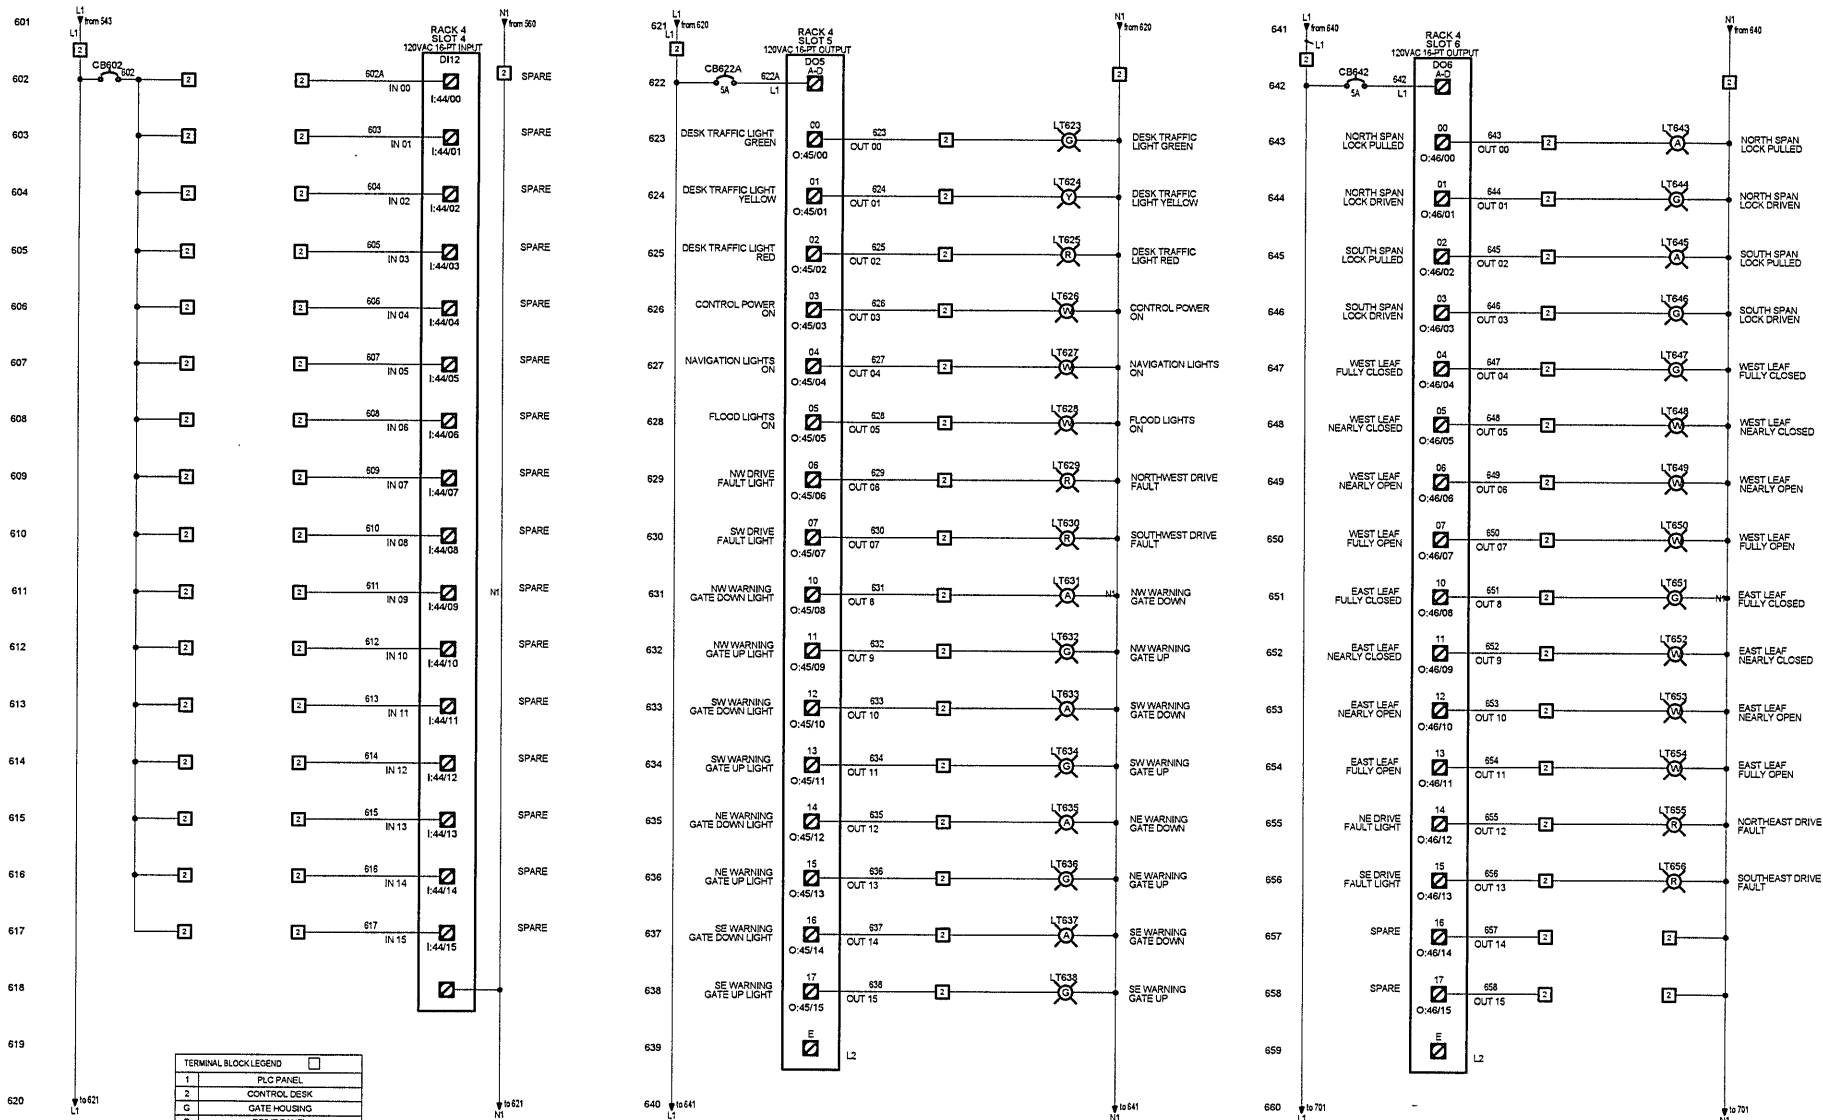 601
L1
from 543
L1
2
CB602
602
602
2
2
602A
IN 00
RACK 4
SLOT 4
120VAC 16-PT INPUT
DI12
I:44/00
N1
from 560
2
SPARE
603
2
2
603
IN 01
I:44/01
SPARE
604
2
2
604
IN 02
I:44/02
SPARE
605
2
2
605
IN 03
I:44/03
SPARE
606
2
2
606
IN 04
I:44/04
SPARE
607
2
2
607
IN 05
I:44/05
SPARE
608
2
2
608
IN 06
I:44/06
SPARE
609
2
2
609
IN 07
I:44/07
SPARE
610
2
2
610
IN 08
I:44/08
SPARE
611
2
2
611
IN 09
I:44/09
N1
SPARE
612
2
2
612
IN 10
I:44/10
SPARE
613
2
2
613
IN 11
I:44/11
SPARE
614
2
2
614
IN 12
I:44/12
SPARE
615
2
2
615
IN 13
I:44/13
SPARE
616
2
2
616
IN 14
I:44/14
SPARE
617
2
2
617
IN 15
I:44/15
SPARE
618
619
TERMINAL BLOCK LEGEND
1 PLC PANEL
2 CONTROL DESK
G GATE HOUSING
620
to 621
L1
to 621
N1
L1
621
from 620
L1
2
RACK 4
SLOT 5
120VAC 16-PT OUTPUT
N1
from 620
2
622
CB622A
5A
622A
L1
DO5
A-D
623
DESK TRAFFIC LIGHT
GREEN
00
O:45/00
623
OUT 00
2
LT623
G
DESK TRAFFIC
LIGHT GREEN
624
DESK TRAFFIC LIGHT
YELLOW
01
O:45/01
624
OUT 01
2
LT624
Y
DESK TRAFFIC
LIGHT YELLOW
625
DESK TRAFFIC LIGHT
RED
02
O:45/02
625
OUT 02
2
LT625
R
DESK TRAFFIC
LIGHT RED
626
CONTROL POWER
ON
03
O:45/03
626
OUT 03
2
LT626
W
CONTROL POWER
ON
627
NAVIGATION LIGHTS
ON
04
O:45/04
627
OUT 04
2
LT627
W
NAVIGATION LIGHTS
ON
628
FLOOD LIGHTS
ON
05
O:45/05
628
OUT 05
2
LT628
W
FLOOD LIGHTS
ON
629
NW DRIVE
FAULT LIGHT
06
O:45/06
629
OUT 06
2
LT629
R
NORTHWEST DRIVE
FAULT
630
SW DRIVE
FAULT LIGHT
07
O:45/07
630
OUT 07
2
LT630
R
SOUTHWEST DRIVE
FAULT
631
NW WARNING
GATE DOWN LIGHT
10
O:45/08
631
OUT 8
2
LT631
A
N1
NW WARNING
GATE DOWN
632
NW WARNING
GATE UP LIGHT
11
O:45/09
632
OUT 9
2
LT632
G
NW WARNING
GATE UP
633
SW WARNING
GATE DOWN LIGHT
12
O:45/10
633
OUT 10
2
LT633
A
SW WARNING
GATE DOWN
634
SW WARNING
GATE UP LIGHT
13
O:45/11
634
OUT 11
2
LT634
G
SW WARNING
GATE UP
635
NE WARNING
GATE DOWN LIGHT
14
O:45/12
635
OUT 12
2
LT635
A
NE WARNING
GATE DOWN
636
NE WARNING
GATE UP LIGHT
15
O:45/13
636
OUT 13
2
LT636
G
NE WARNING
GATE UP
637
SE WARNING
GATE DOWN LIGHT
16
O:45/14
637
OUT 14
2
LT637
A
SE WARNING
GATE DOWN
638
SE WARNING
GATE UP LIGHT
17
O:45/15
638
OUT 15
2
LT638
G
SE WARNING
GATE UP
639
E
L2
640
to 641
L1
to 641
N1
641
L1
from 640
L1
2
RACK 4
SLOT 6
120VAC 16-PT OUTPUT
N1
from 640
2
642
CB642
5A
642
L1
DO6
A-D
643
NORTH SPAN
LOCK PULLED
00
O:46/00
643
OUT 00
2
LT643
A
NORTH SPAN
LOCK PULLED
644
NORTH SPAN
LOCK DRIVEN
01
O:46/01
644
OUT 01
2
LT644
G
NORTH SPAN
LOCK DRIVEN
645
SOUTH SPAN
LOCK PULLED
02
O:46/02
645
OUT 02
2
LT645
A
SOUTH SPAN
LOCK PULLED
646
SOUTH SPAN
LOCK DRIVEN
03
O:46/03
646
OUT 03
2
LT646
G
SOUTH SPAN
LOCK DRIVEN
647
WEST LEAF
FULLY CLOSED
04
O:46/04
647
OUT 04
2
LT647
G
WEST LEAF
FULLY CLOSED
648
WEST LEAF
NEARLY CLOSED
05
O:46/05
648
OUT 05
2
LT648
W
WEST LEAF
NEARLY CLOSED
649
WEST LEAF
NEARLY OPEN
06
O:46/06
649
OUT 06
2
LT649
W
WEST LEAF
NEARLY OPEN
650
WEST LEAF
FULLY OPEN
07
O:46/07
650
OUT 07
2
LT650
W
WEST LEAF
FULLY OPEN
651
EAST LEAF
FULLY CLOSED
10
O:46/08
651
OUT 8
2
LT651
G
N1
EAST LEAF
FULLY CLOSED
652
EAST LEAF
NEARLY CLOSED
11
O:46/09
652
OUT 9
2
LT652
W
EAST LEAF
NEARLY CLOSED
653
EAST LEAF
NEARLY OPEN
12
O:46/10
653
OUT 10
2
LT653
W
EAST LEAF
NEARLY OPEN
654
EAST LEAF
FULLY OPEN
13
O:46/11
654
OUT 11
2
LT654
W
EAST LEAF
FULLY OPEN
655
NE DRIVE
FAULT LIGHT
14
O:46/12
655
OUT 12
2
LT655
R
NORTHEAST DRIVE
FAULT
656
SE DRIVE
FAULT LIGHT
15
O:46/13
656
OUT 13
2
LT656
R
SOUTHEAST DRIVE
FAULT
657
SPARE
16
O:46/14
657
OUT 14
2
2
658
SPARE
17
O:46/15
658
OUT 15
2
2
659
E
L2
660
to 701
L1
to 701
N1